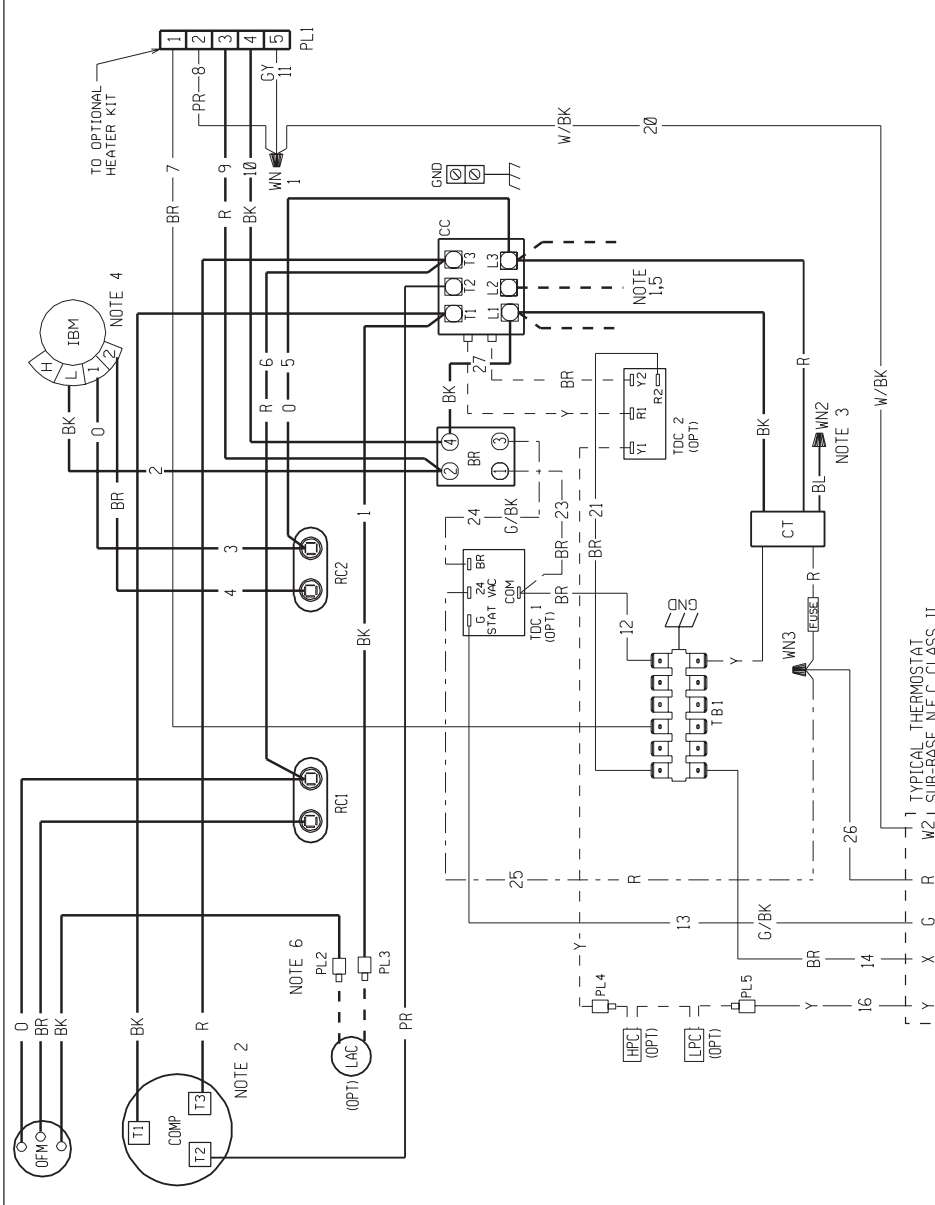 1 2 3 4 5
PL1
TO OPTIONAL
HEATER KIT
BR 7
PR 8
R 9
BK 10
GY 11
WN
1
W/BK
20
GND
IBM
H
L
1
2
NOTE 4
BK
O
BR
2
3
4
RC2
R 6
O 5
CC
T1 T2 T3
L1 L2 L3
NOTE
1,5
27
BK
BR
2 4
1 3
Y
BR
Y1 R1 Y2
R2
TDC 2
(OPT)
24
G/BK
BR 23
BR 21
G 24 BR
STAT VAC
COM
TDC 1
(OPT)
BR
12
GND
TB1
Y
BK
R
CT
BL
WN2
NOTE 3
R
FUSE
WN3
W/BK
O
BR
BK
OFM
RC1
BK
R
COMP
T1
T2
T3
NOTE 2
NOTE 6
PL2
PL3
LAC
(OPT)
BK 1
PR
25
R
13
G/BK
BR 14
26
Y
PL4
HPC
(OPT)
LPC
(OPT)
PL5
Y 16
Y X G R W2
TYPICAL THERMOSTAT
SUB-BASE N.E.C. CLASS II